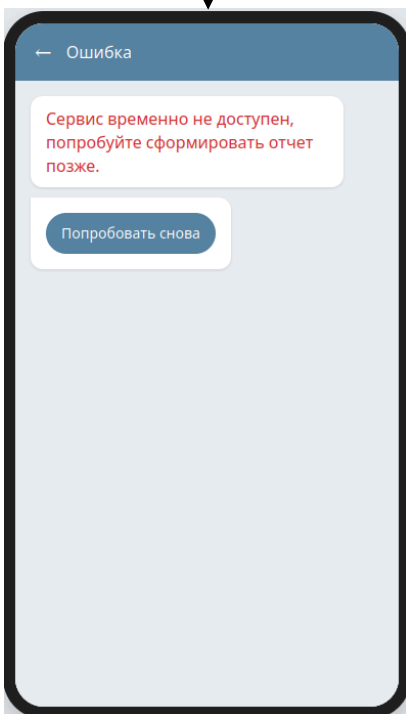 ← Ошибка
Сервис временно не доступен,
попробуйте сформировать отчет
позже.
Попробовать снова